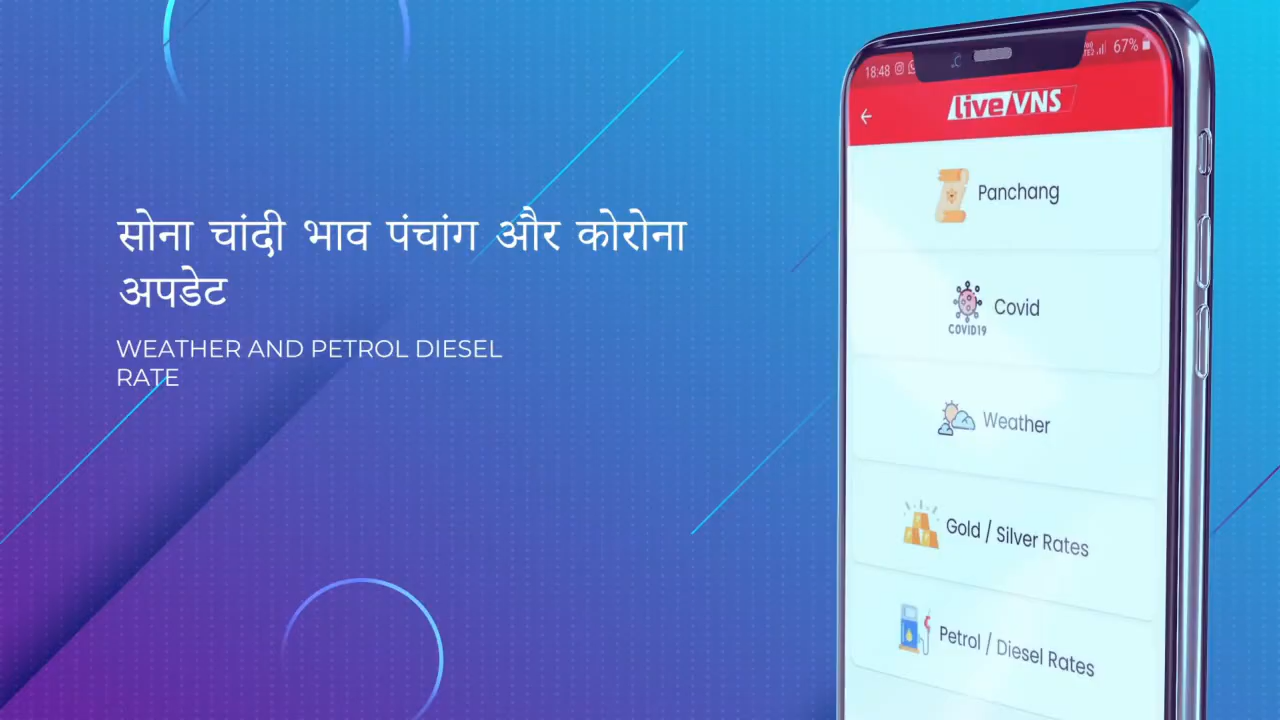 सोना चांदी भाव पंचांग और कोरोना
अपडेट
WEATHER AND PETROL DIESEL
RATE
18:48
67%
live VNS
Panchang
COVID19
Covid
Weather
Gold / Silver Rates
Petrol / Diesel Rates